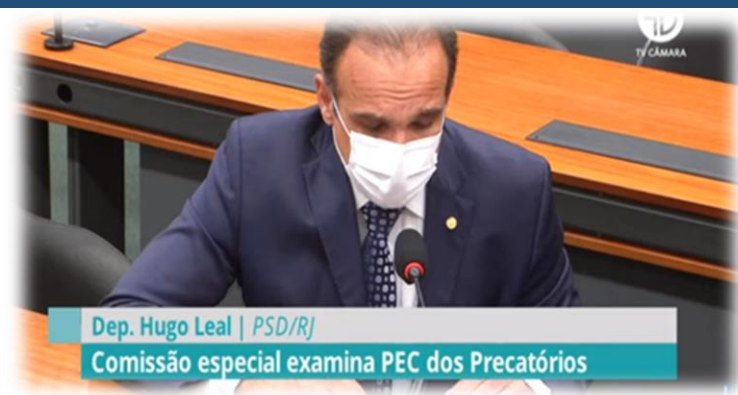 TV CÂMARA
Dep. Hugo Leal | PSD/RJ
Comissão especial examina PEC dos Precatórios